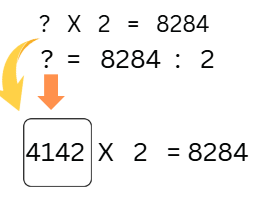 ? X 2 = 8284
? = 8284 : 2
4142 X 2 = 8284